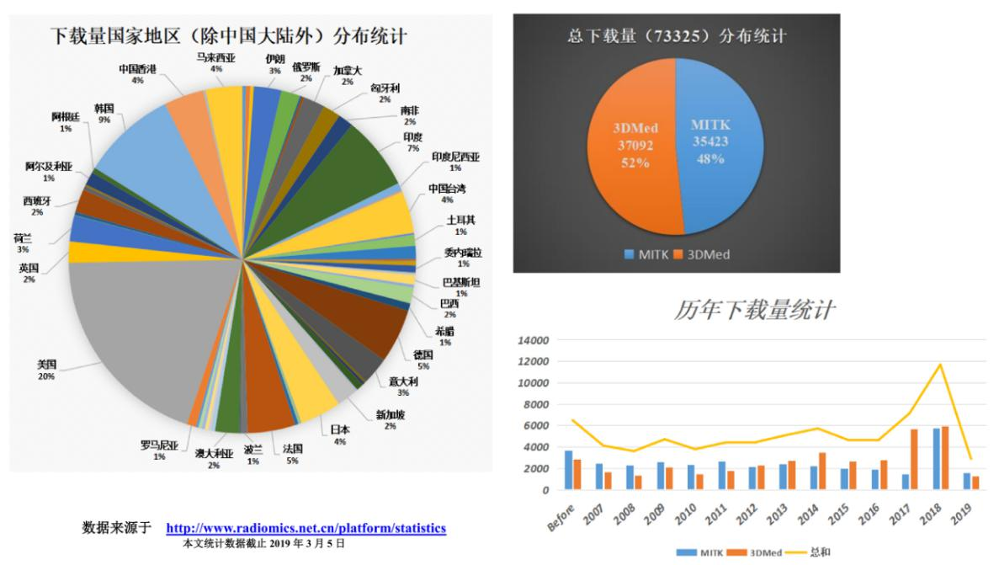 下载量国家地区（除中国大陆外）分布统计
马来西亚
4%
伊朗
3%
俄罗斯
2%
加拿大
2%
匈牙利
2%
南非
2%
印度
7%
印度尼西亚
1%
中国台湾
4%
土耳其
1%
委内瑞拉
1%
巴基斯坦
1%
巴西
2%
希腊
1%
德国
5%
意大利
3%
新加坡
2%
日本
4%
法国
5%
波兰
1%
澳大利亚
2%
罗马尼亚
1%
美国
20%
英国
2%
荷兰
3%
西班牙
2%
阿尔及利亚
1%
阿根廷
1%
韩国
9%
中国香港
4%
数据来源于 http://www.radiomics.net.cn/platform/statistics
本文统计数据截止 2019 年 3 月 5 日
总下载量（73325）分布统计
3DMed
37092
52%
MITK
35423
48%
MITK 3DMed
历年下载量统计
14000
12000
10000
8000
6000
4000
2000
0
Before 2007 2008 2009 2010 2011 2012 2013 2014 2015 2016 2017 2018 2019
MITK 3DMed 总和